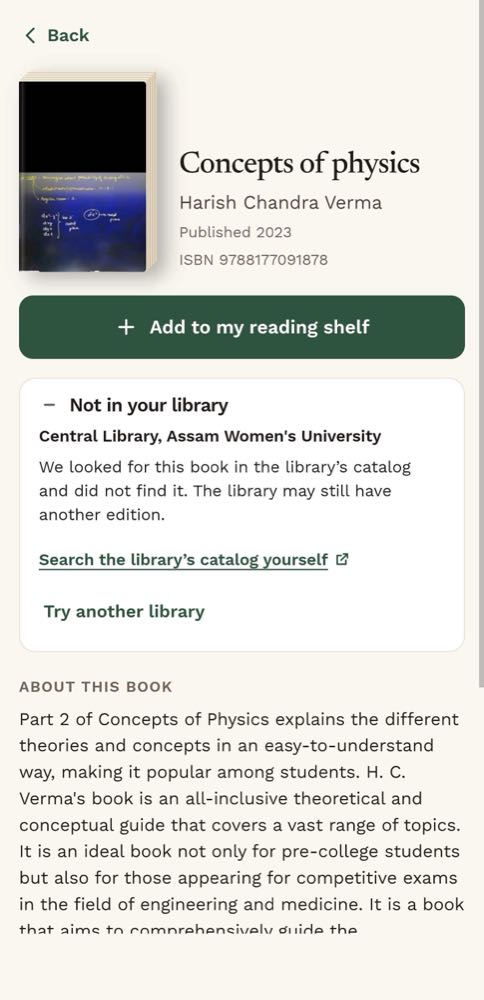 Back
Concepts of physics
Harish Chandra Verma
Published 2023
ISBN 9788177091878
+ Add to my reading shelf
– Not in your library
Central Library, Assam Women's University
We looked for this book in the library’s catalog
and did not find it. The library may still have
another edition.
Search the library’s catalog yourself
Try another library
ABOUT THIS BOOK
Part 2 of Concepts of Physics explains the different
theories and concepts in an easy-to-understand
way, making it popular among students. H. C.
Verma's book is an all-inclusive theoretical and
conceptual guide that covers a vast range of topics.
It is an ideal book not only for pre-college students
but also for those appearing for competitive exams
in the field of engineering and medicine. It is a book
that aims to comprehensively guide the